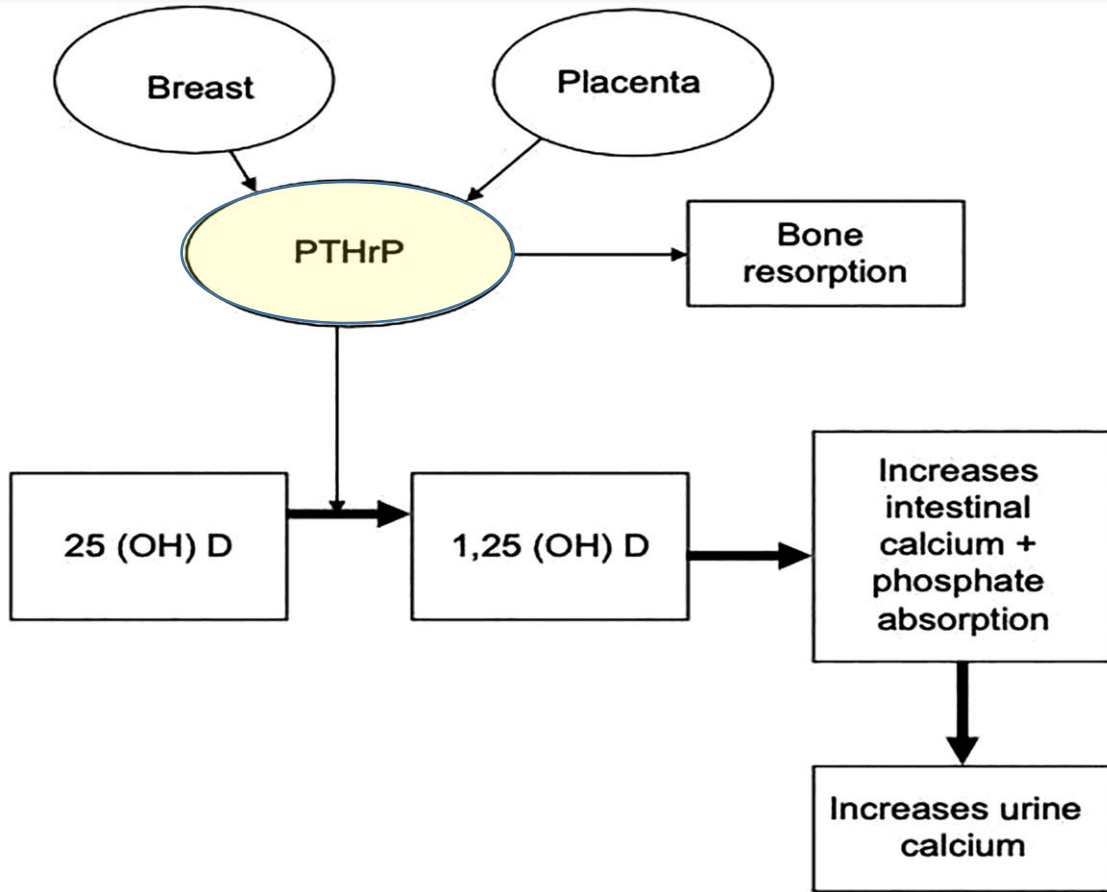 Breast
Placenta
PTHrP
Bone
resorption
25 (OH) D
1,25 (OH) D
Increases
intestinal
calcium +
phosphate
absorption
Increases urine
calcium